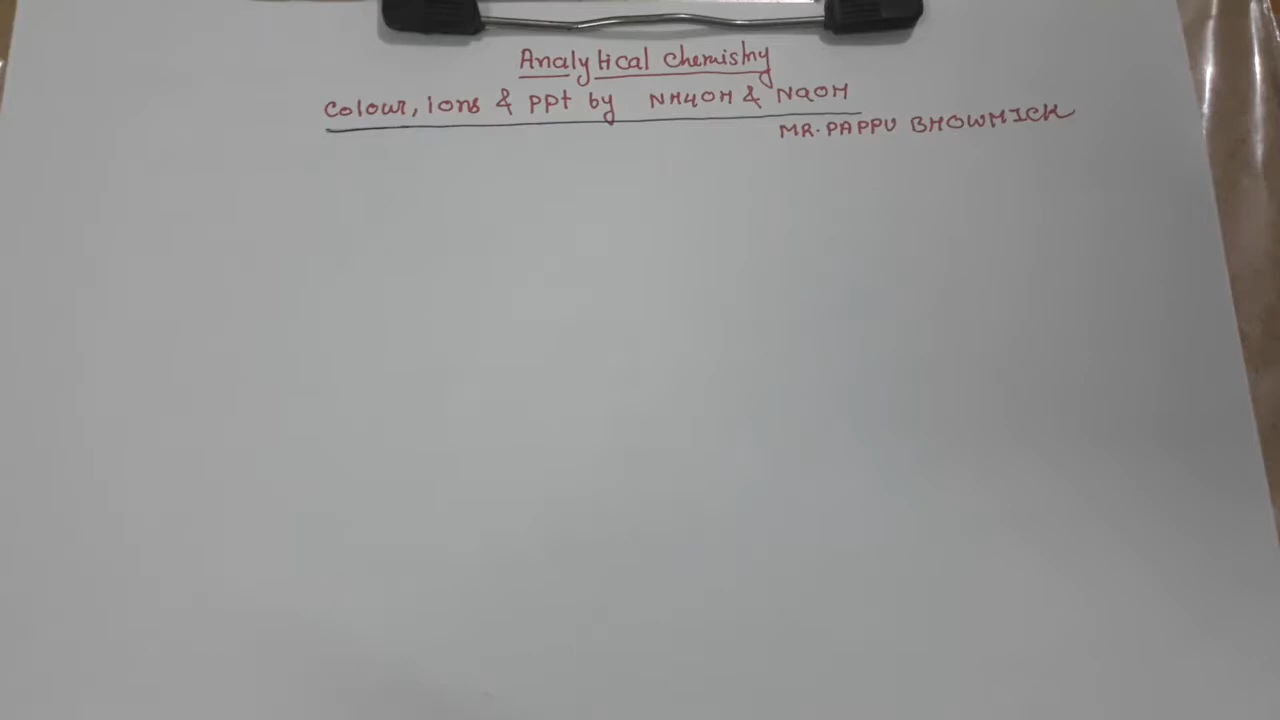 Analytical Chemistry
Colour, ions & ppt by NH4OH & NaOH
MR. PAPPU BHOWMICK